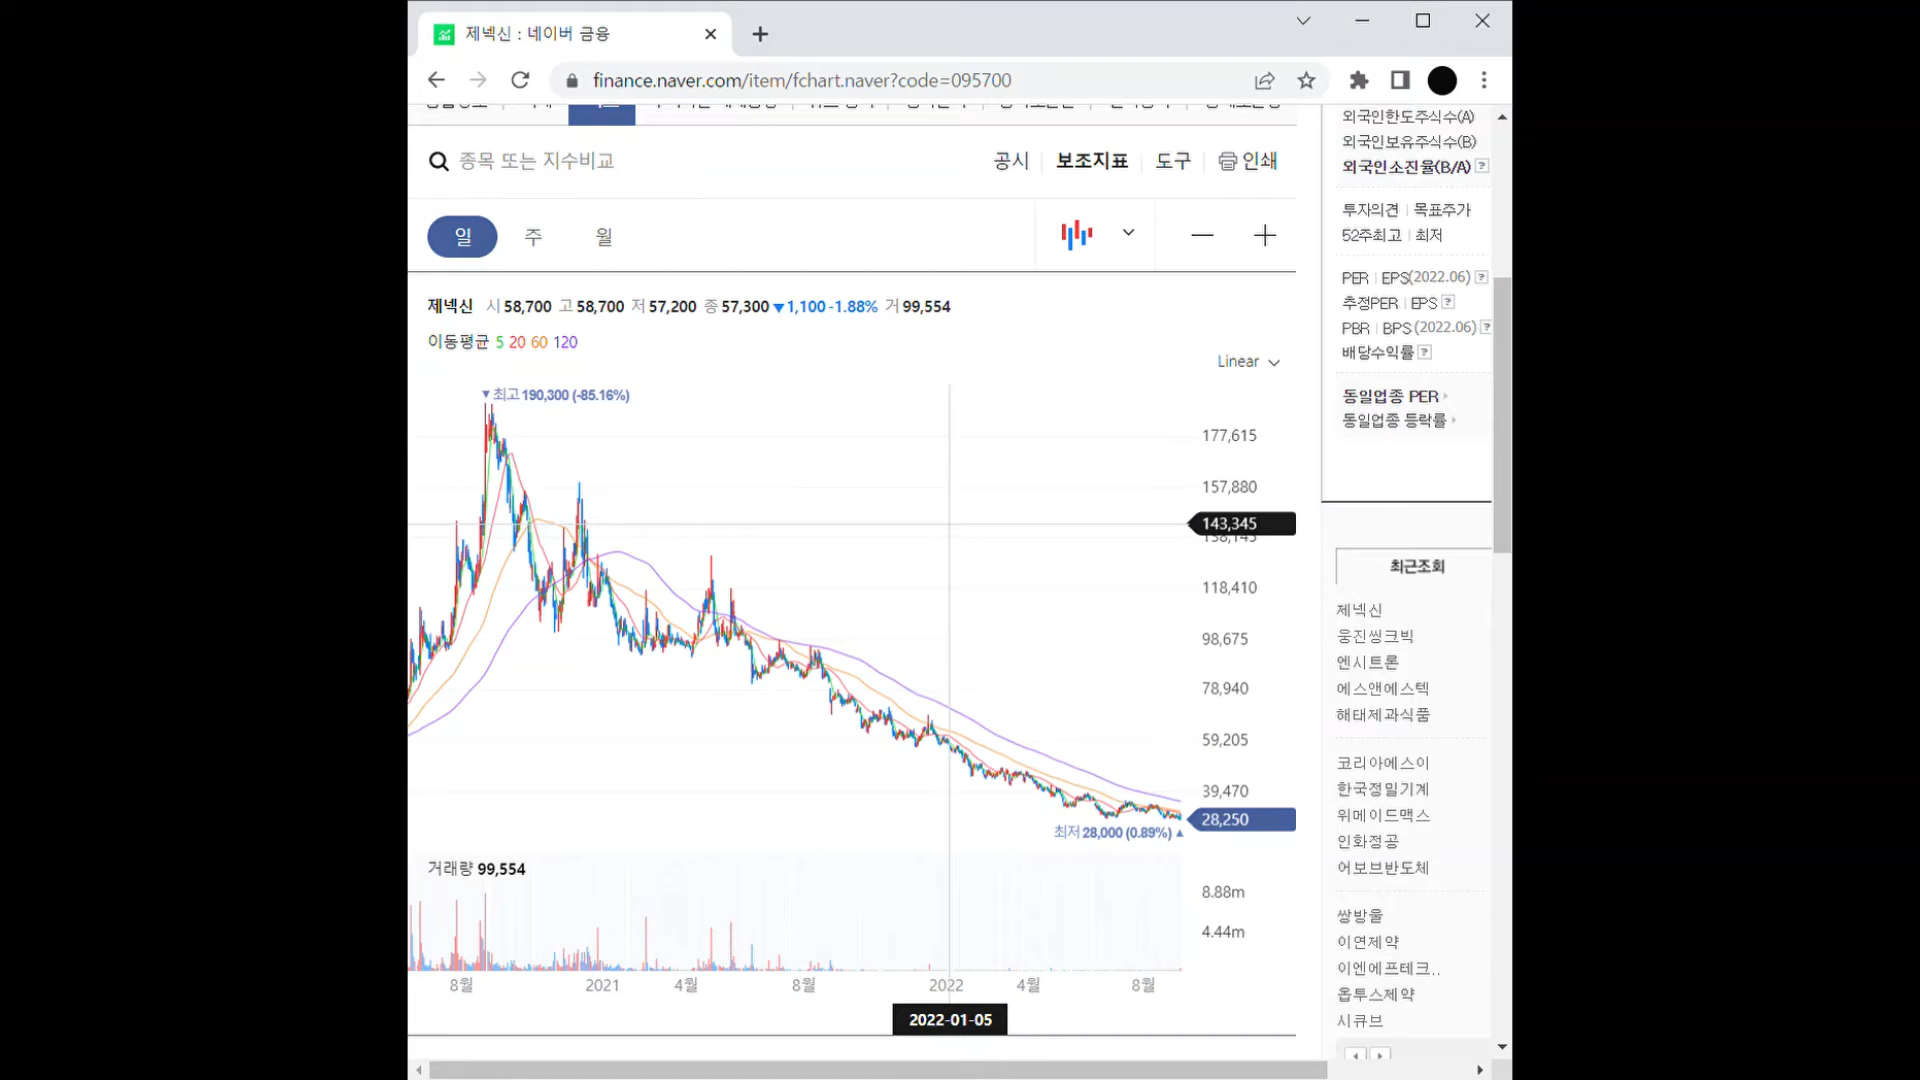 제넥신 : 네이버 금융
finance.naver.com/item/fchart.naver?code=095700
종목 또는 지수비교
공시 보조지표 도구 인쇄
일 주 월
제넥신 시 58,700 고 58,700 저 57,200 종 57,300 ▼1,100 -1.88% 거 99,554
이동평균 5 20 60 120
Linear
▼최고 190,300 (-85.16%)
177,615
157,880
143,345
138,145
118,410
98,675
78,940
59,205
39,470
28,250
최저 28,000 (0.89%) ▲
거래량 99,554
8.88m
4.44m
8월 2021 4월 8월 2022 4월 8월
2022-01-05
외국인한도주식수(A)
외국인보유주식수(B)
외국인소진율(B/A) ?
투자의견 | 목표주가
52주최고 | 최저
PER | EPS(2022.06) ?
추정PER | EPS ?
PBR | BPS (2022.06) ?
배당수익률 ?
동일업종 PER
동일업종 등락률
최근조회
제넥신
웅진씽크빅
엔시트론
에스앤에스텍
해태제과식품
코리아에스이
한국정밀기계
위메이드맥스
인화정공
어보브반도체
쌍방울
이연제약
이엔에프테크..
옵투스제약
시큐브